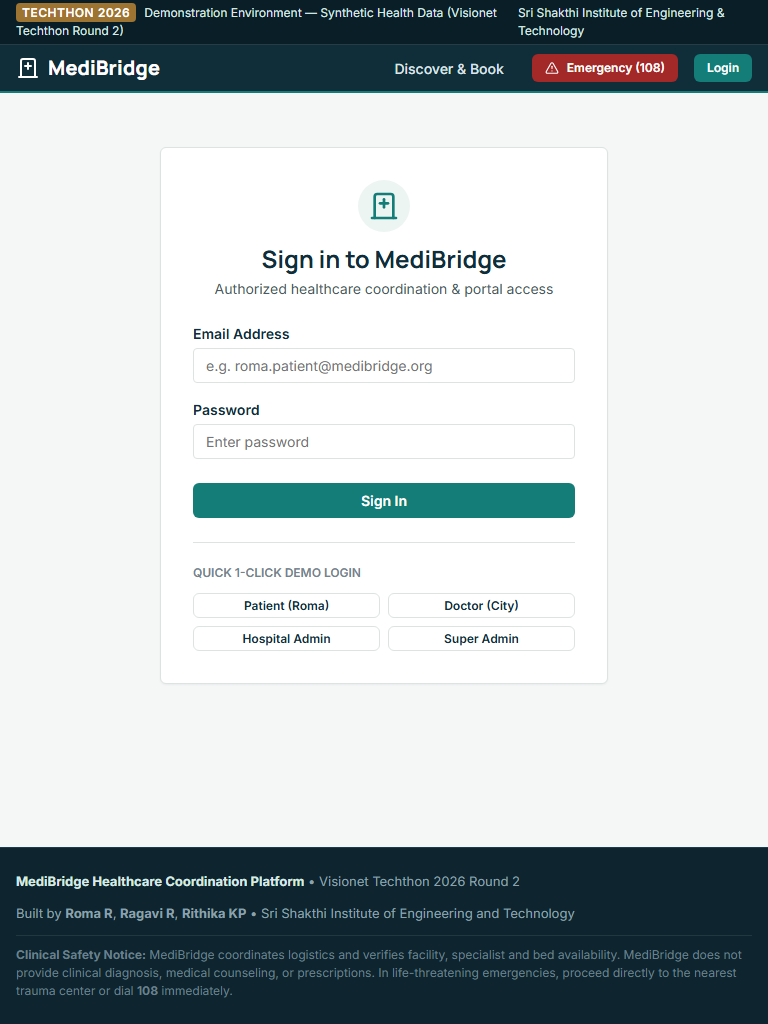 TECHTHON 2026 Demonstration Environment — Synthetic Health Data (Visionet
Techthon Round 2)
Sri Shakthi Institute of Engineering &
Technology
MediBridge
Discover & Book
Emergency (108)
Login
Sign in to MediBridge
Authorized healthcare coordination & portal access
Email Address
e.g. roma.patient@medibridge.org
Password
Enter password
Sign In
QUICK 1-CLICK DEMO LOGIN
Patient (Roma)
Doctor (City)
Hospital Admin
Super Admin
MediBridge Healthcare Coordination Platform • Visionet Techthon 2026 Round 2
Built by Roma R, Ragavi R, Rithika KP • Sri Shakthi Institute of Engineering and Technology
Clinical Safety Notice: MediBridge coordinates logistics and verifies facility, specialist and bed availability. MediBridge does not
provide clinical diagnosis, medical counseling, or prescriptions. In life-threatening emergencies, proceed directly to the nearest
trauma center or dial 108 immediately.